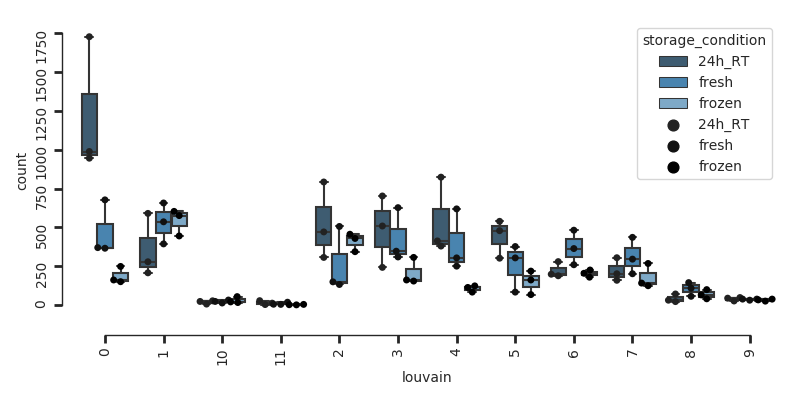 storage_condition
24h_RT
fresh
frozen
24h_RT
fresh
frozen
count
1750
1500
1250
1000
750
500
250
0
0
1
10
11
2
3
4
5
6
7
8
9
louvain